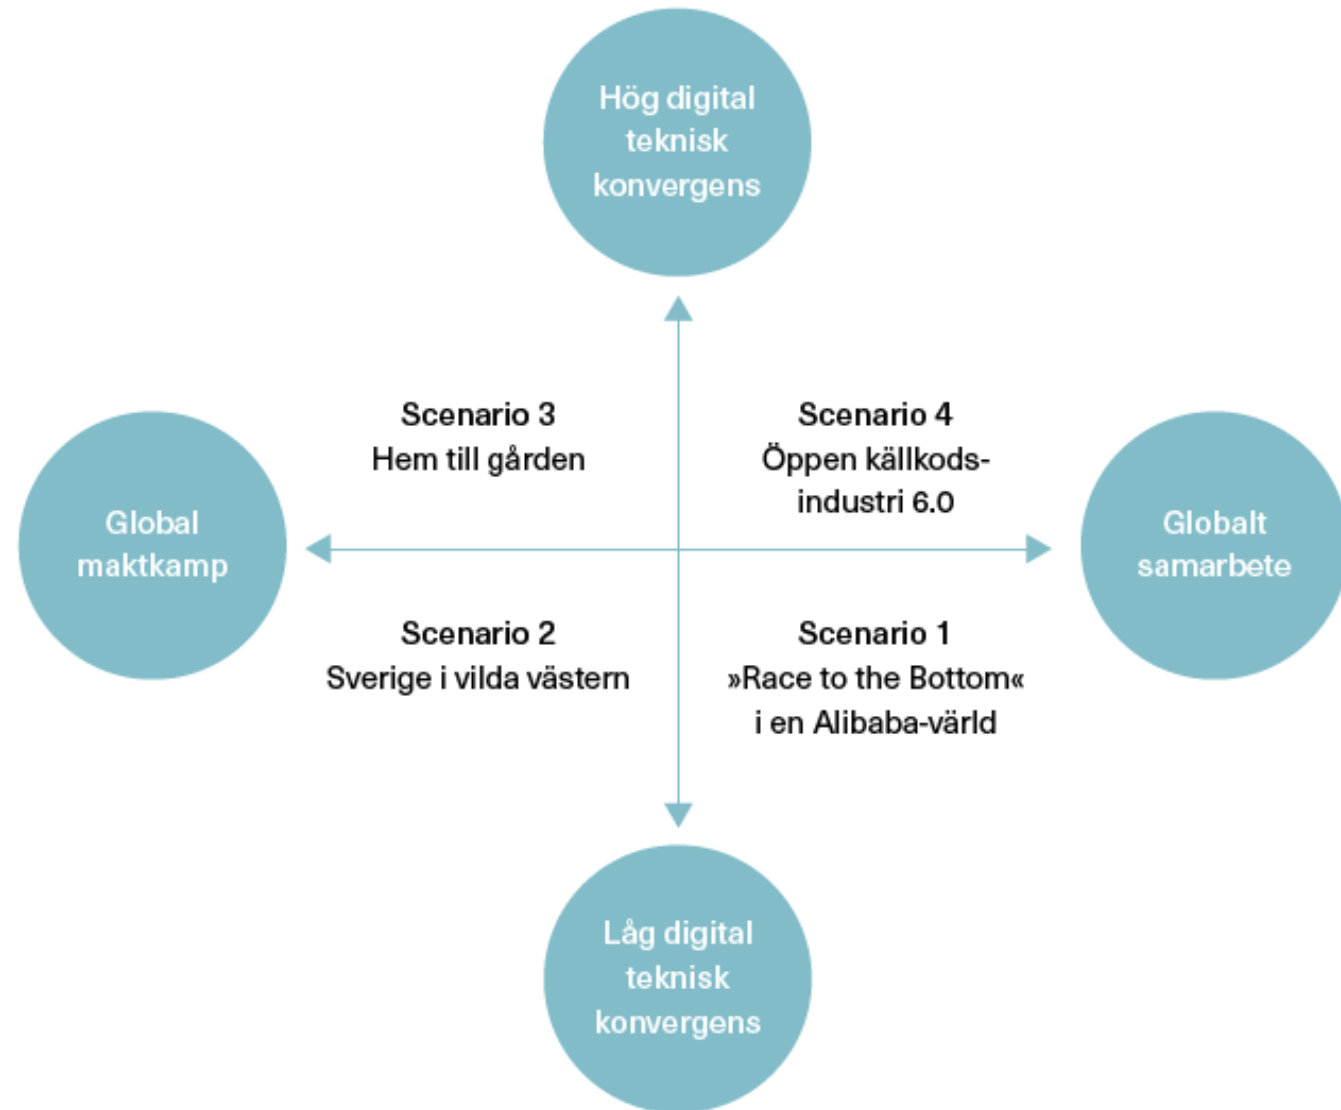 Hög digital
teknisk
konvergens
Scenario 3
Hem till gården
Scenario 4
Öppen källkods-
industri 6.0
Global
maktkamp
Globalt
samarbete
Scenario 2
Sverige i vilda västern
Scenario 1
»Race to the Bottom«
i en Alibaba-värld
Låg digital
teknisk
konvergens